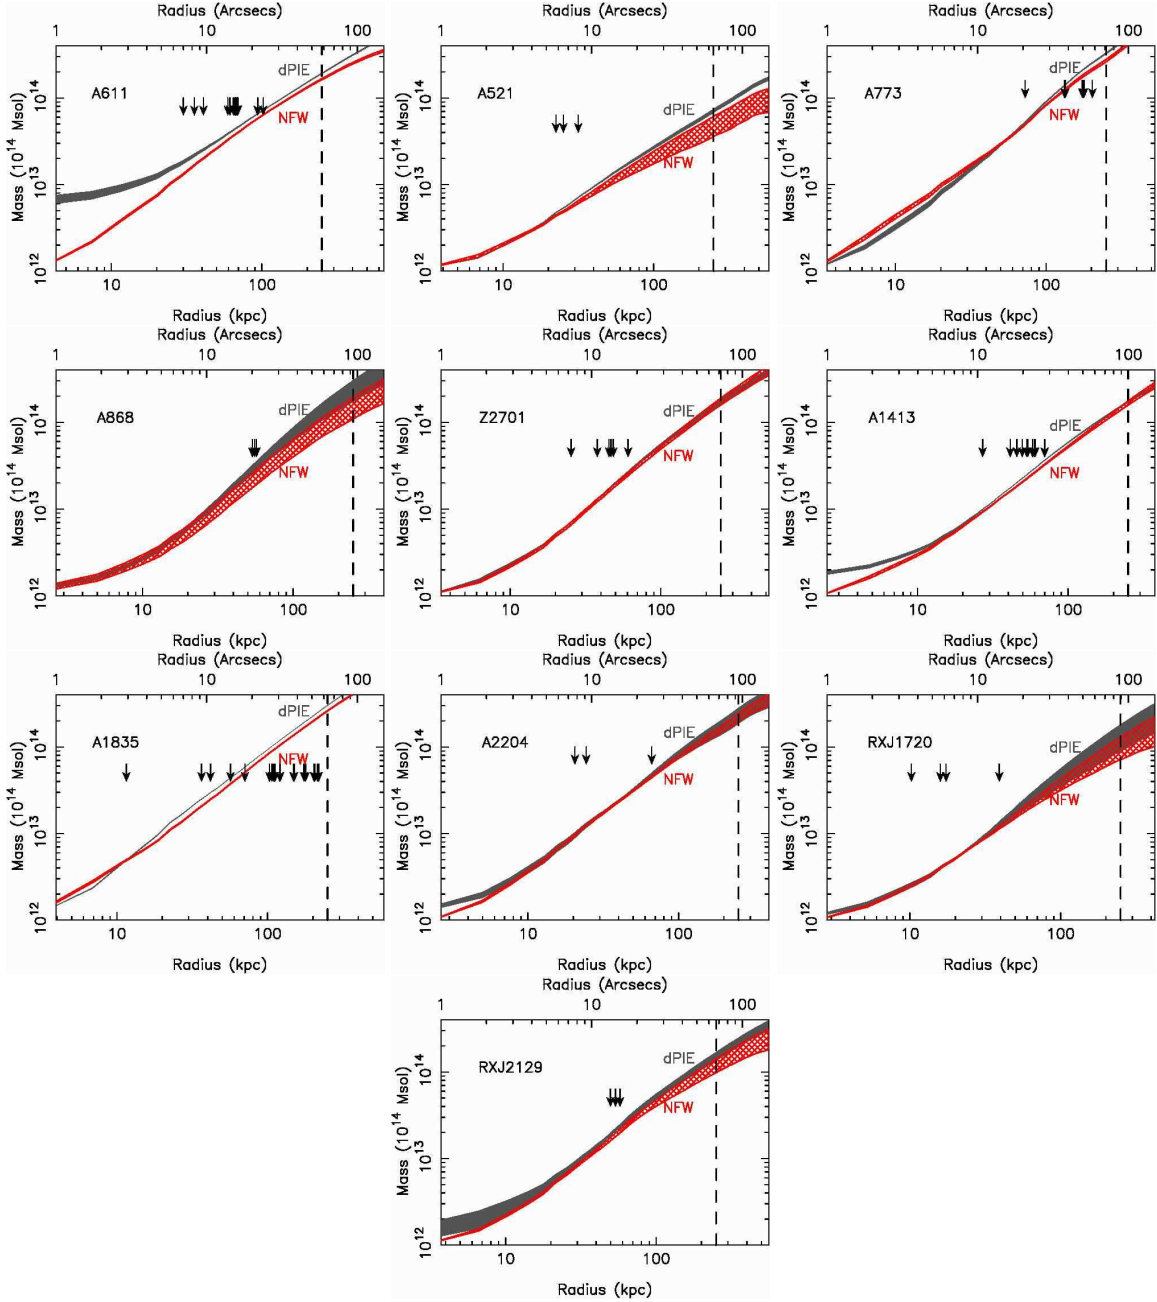 Radius (Arcsecs)
1 10 100
A611
dPIE
NFW
Mass (10^14 Msol)
10^12 10^13 10^14
10 100
Radius (kpc)
Radius (Arcsecs)
1 10 100
A521
dPIE
NFW
Mass (10^14 Msol)
10^12 10^13 10^14
10 100
Radius (kpc)
Radius (Arcsecs)
1 10 100
A773
dPIE
NFW
Mass (10^14 Msol)
10^12 10^13 10^14
10 100
Radius (kpc)
Radius (Arcsecs)
1 10 100
A868
dPIE
NFW
Mass (10^14 Msol)
10^12 10^13 10^14
10 100
Radius (kpc)
Radius (Arcsecs)
1 10 100
Z2701
dPIE
NFW
Mass (10^14 Msol)
10^12 10^13 10^14
10 100
Radius (kpc)
Radius (Arcsecs)
1 10 100
A1413
dPIE
NFW
Mass (10^14 Msol)
10^12 10^13 10^14
10 100
Radius (kpc)
Radius (Arcsecs)
1 10 100
A1835
dPIE
NFW
Mass (10^14 Msol)
10^12 10^13 10^14
10 100
Radius (kpc)
Radius (Arcsecs)
1 10 100
A2204
dPIE
NFW
Mass (10^14 Msol)
10^12 10^13 10^14
10 100
Radius (kpc)
Radius (Arcsecs)
1 10 100
RXJ1720
dPIE
NFW
Mass (10^14 Msol)
10^12 10^13 10^14
10 100
Radius (kpc)
Radius (Arcsecs)
1 10 100
RXJ2129
dPIE
NFW
Mass (10^14 Msol)
10^12 10^13 10^14
10 100
Radius (kpc)